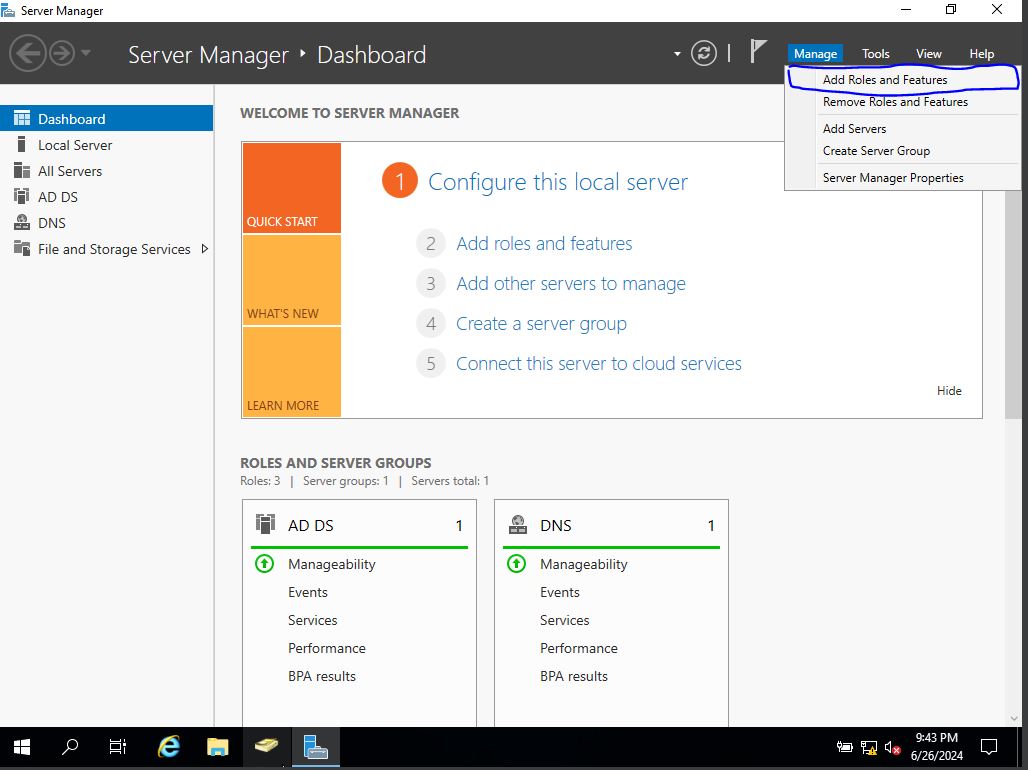 Server Manager
Server Manager ‣ Dashboard
Manage Tools View Help
Add Roles and Features
Remove Roles and Features
Add Servers
Create Server Group
Server Manager Properties
Dashboard
Local Server
All Servers
AD DS
DNS
File and Storage Services
WELCOME TO SERVER MANAGER
QUICK START
WHAT'S NEW
LEARN MORE
1 Configure this local server
2 Add roles and features
3 Add other servers to manage
4 Create a server group
5 Connect this server to cloud services
Hide
ROLES AND SERVER GROUPS
Roles: 3 | Server groups: 1 | Servers total: 1
AD DS 1
Manageability
Events
Services
Performance
BPA results
DNS 1
Manageability
Events
Services
Performance
BPA results
9:43 PM
6/26/2024